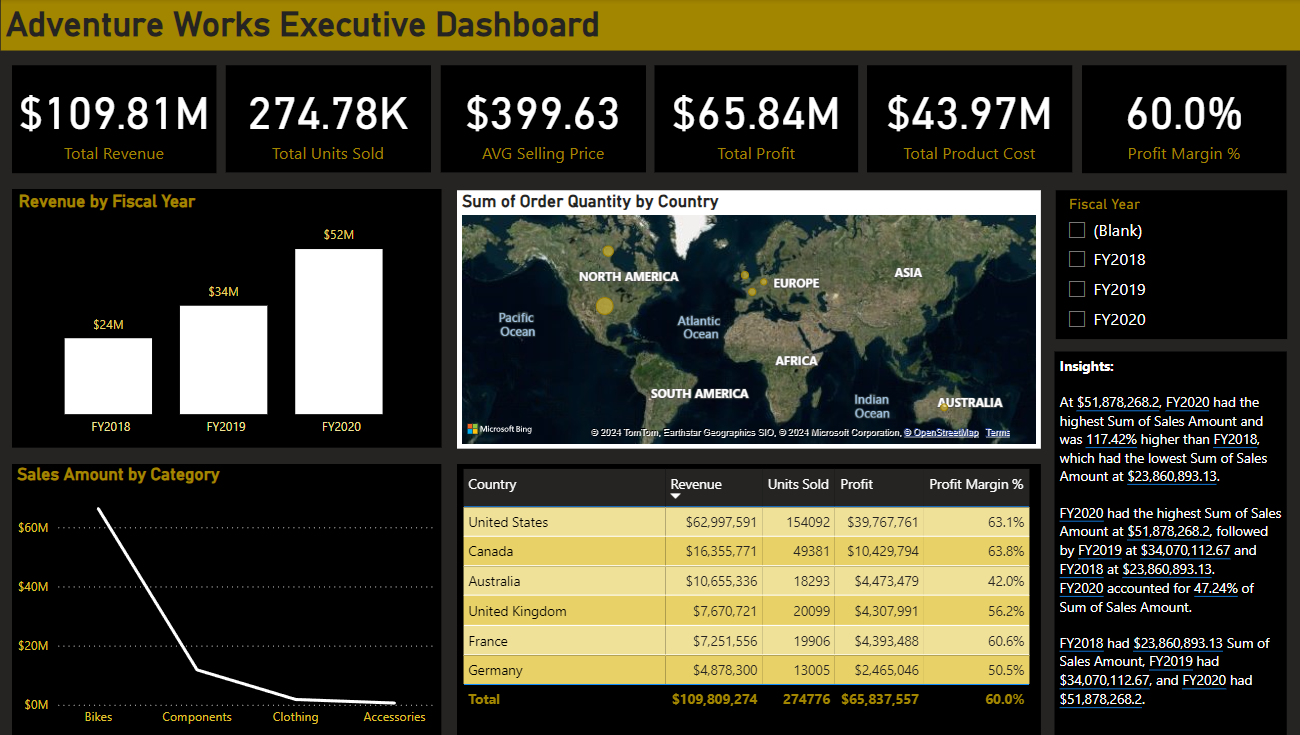 Adventure Works Executive Dashboard
$109.81M
Total Revenue
274.78K
Total Units Sold
$399.63
AVG Selling Price
$65.84M
Total Profit
$43.97M
Total Product Cost
60.0%
Profit Margin %
Revenue by Fiscal Year
$52M
$34M
$24M
FY2018 FY2019 FY2020
Sum of Order Quantity by Country
NORTH AMERICA
EUROPE
ASIA
Pacific
Ocean
Atlantic
Ocean
AFRICA
SOUTH AMERICA
Indian
Ocean
AUSTRALIA
Microsoft Bing
© 2024 TomTom, Earthstar Geographics SIO, © 2024 Microsoft Corporation, © OpenStreetMap Terms
Fiscal Year
(Blank)
FY2018
FY2019
FY2020
Sales Amount by Category
$60M
$40M
$20M
$0M
Bikes Components Clothing Accessories
Country Revenue Units Sold Profit Profit Margin %
United States $62,997,591 154092 $39,767,761 63.1%
Canada $16,355,771 49381 $10,429,794 63.8%
Australia $10,655,336 18293 $4,473,479 42.0%
United Kingdom $7,670,721 20099 $4,307,991 56.2%
France $7,251,556 19906 $4,393,488 60.6%
Germany $4,878,300 13005 $2,465,046 50.5%
Total $109,809,274 274776 $65,837,557 60.0%
Insights:
At $51,878,268.2, FY2020 had the
highest Sum of Sales Amount and
was 117.42% higher than FY2018,
which had the lowest Sum of Sales
Amount at $23,860,893.13.
FY2020 had the highest Sum of Sales
Amount at $51,878,268.2, followed
by FY2019 at $34,070,112.67 and
FY2018 at $23,860,893.13.
FY2020 accounted for 47.24% of
Sum of Sales Amount.
FY2018 had $23,860,893.13 Sum of
Sales Amount, FY2019 had
$34,070,112.67, and FY2020 had
$51,878,268.2.